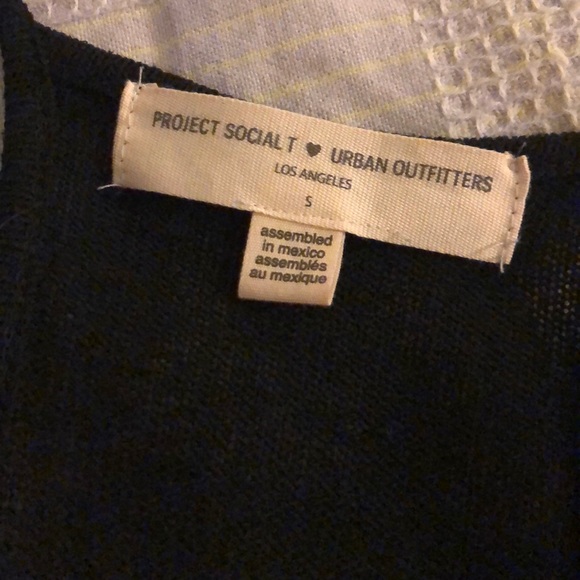 PROJECT SOCIAL T ♥ URBAN OUTFITTERS
LOS ANGELES
S
assembled
in mexico
assemblés
au mexique